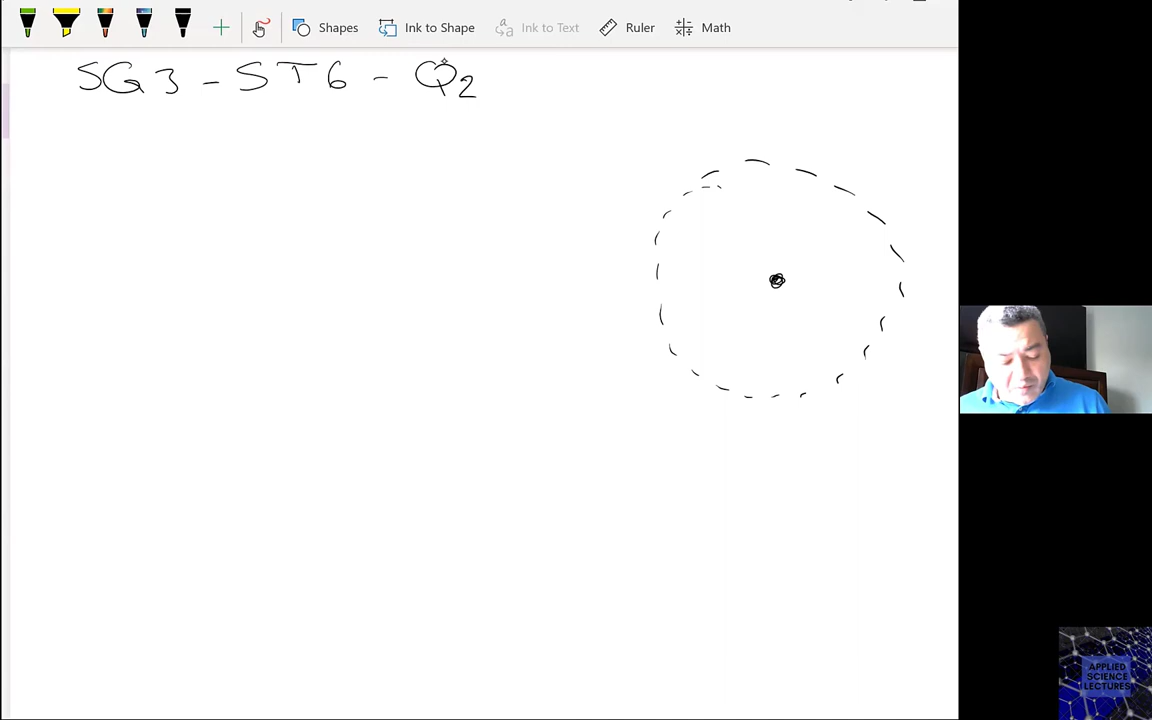 Shapes Ink to Shape Ink to Text Ruler Math
SG3 - ST6 - Q2
APPLIED
SCIENCE
LECTURES